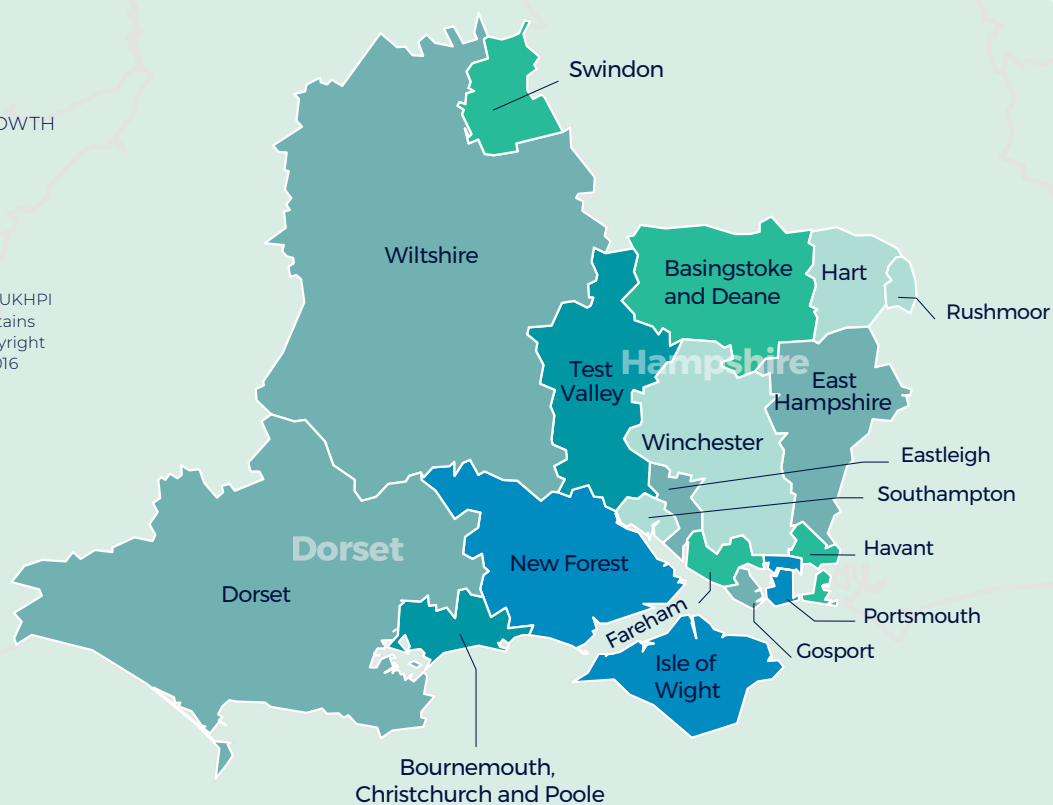 Swindon
OWTH
Wiltshire
Basingstoke
and Deane
Hart
UKHPI
tains
Rushmoor
yright
016
Hampshire
Test
Valley
East
Hampshire
Winchester
Eastleigh
Southampton
Dorset
Havant
New Forest
Dorset
Portsmouth
Fareham
Gosport
Isle of
Wight
Bournemouth,
Christchurch and Poole